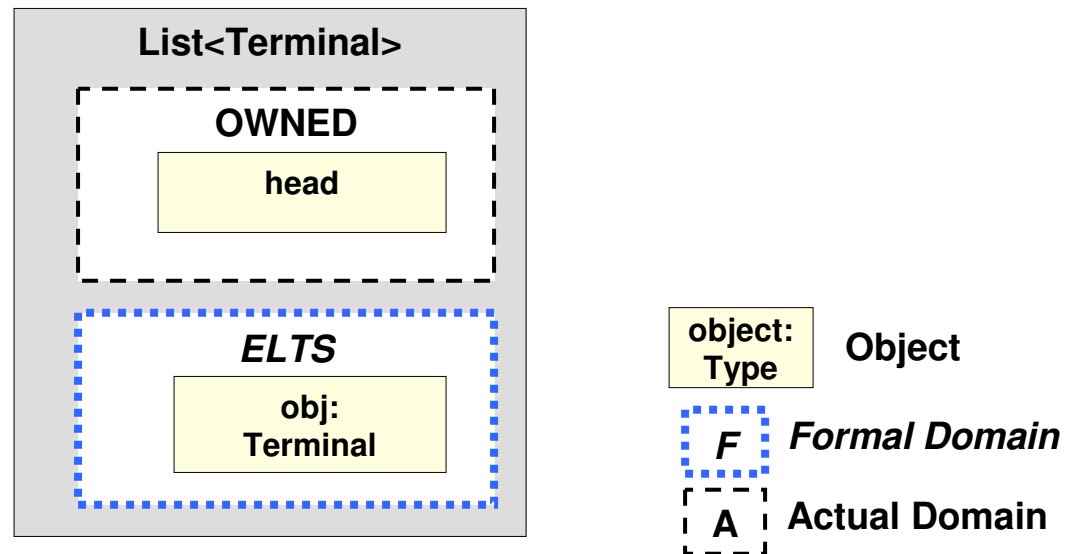 List<Terminal>
OWNED
head
ELTS
obj:
Terminal
object:
Type
Object
F
Formal Domain
A
Actual Domain